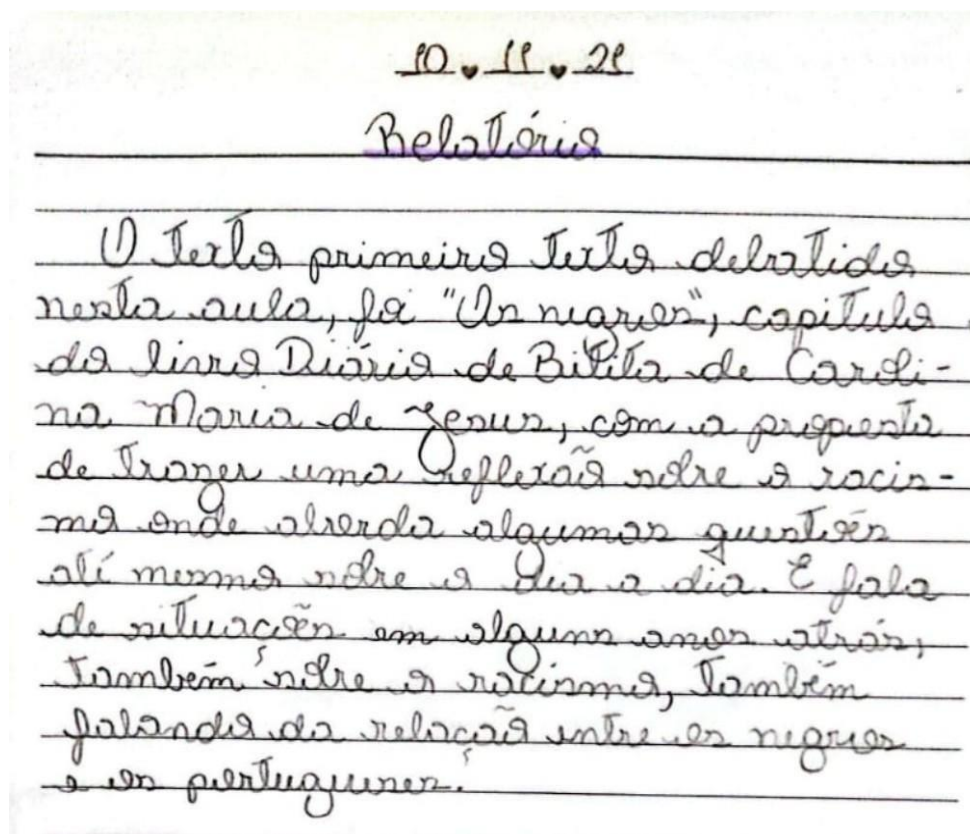 10.11.21
Relatório
O Texto primeiro Texto debatido
nesta aula, foi "Os negros", capitulo
do livro Diário de Bitita de Caroli-
na Maria de Jesus, com a proposta
de Trazer uma reflexão sobre o racis-
mo onde aborda algumas questões
até mesmo sobre o dia a dia. E fala
de situações em alguns anos atrás,
também sobre o racismo, também
falando da relação entre os negros
e os portugueses.